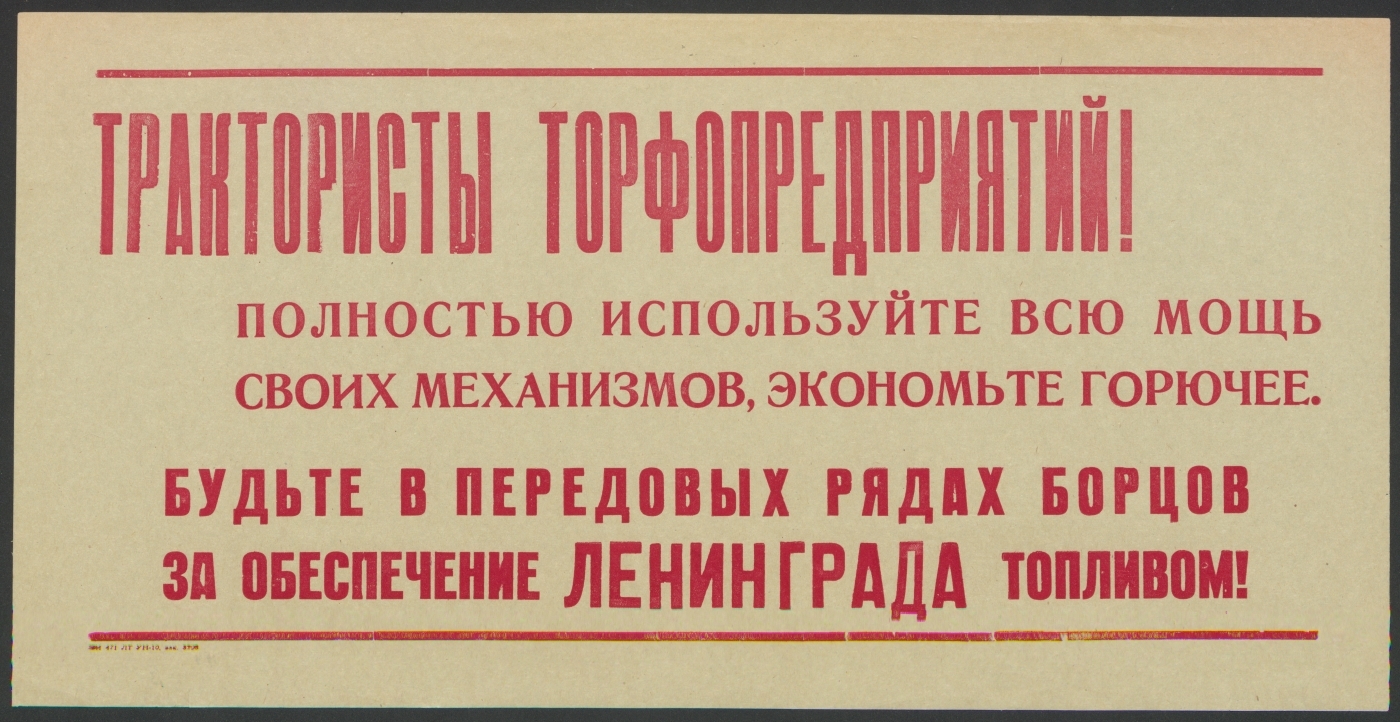 ТРАКТОРИСТЫ ТОРФОПРЕДПРИЯТИЙ!
ПОЛНОСТЬЮ ИСПОЛЬЗУЙТЕ ВСЮ МОЩЬ
СВОИХ МЕХАНИЗМОВ, ЭКОНОМЬТЕ ГОРЮЧЕЕ.
БУДЬТЕ В ПЕРЕДОВЫХ РЯДАХ БОРЦОВ
ЗА ОБЕСПЕЧЕНИЕ ЛЕНИНГРАДА ТОПЛИВОМ!